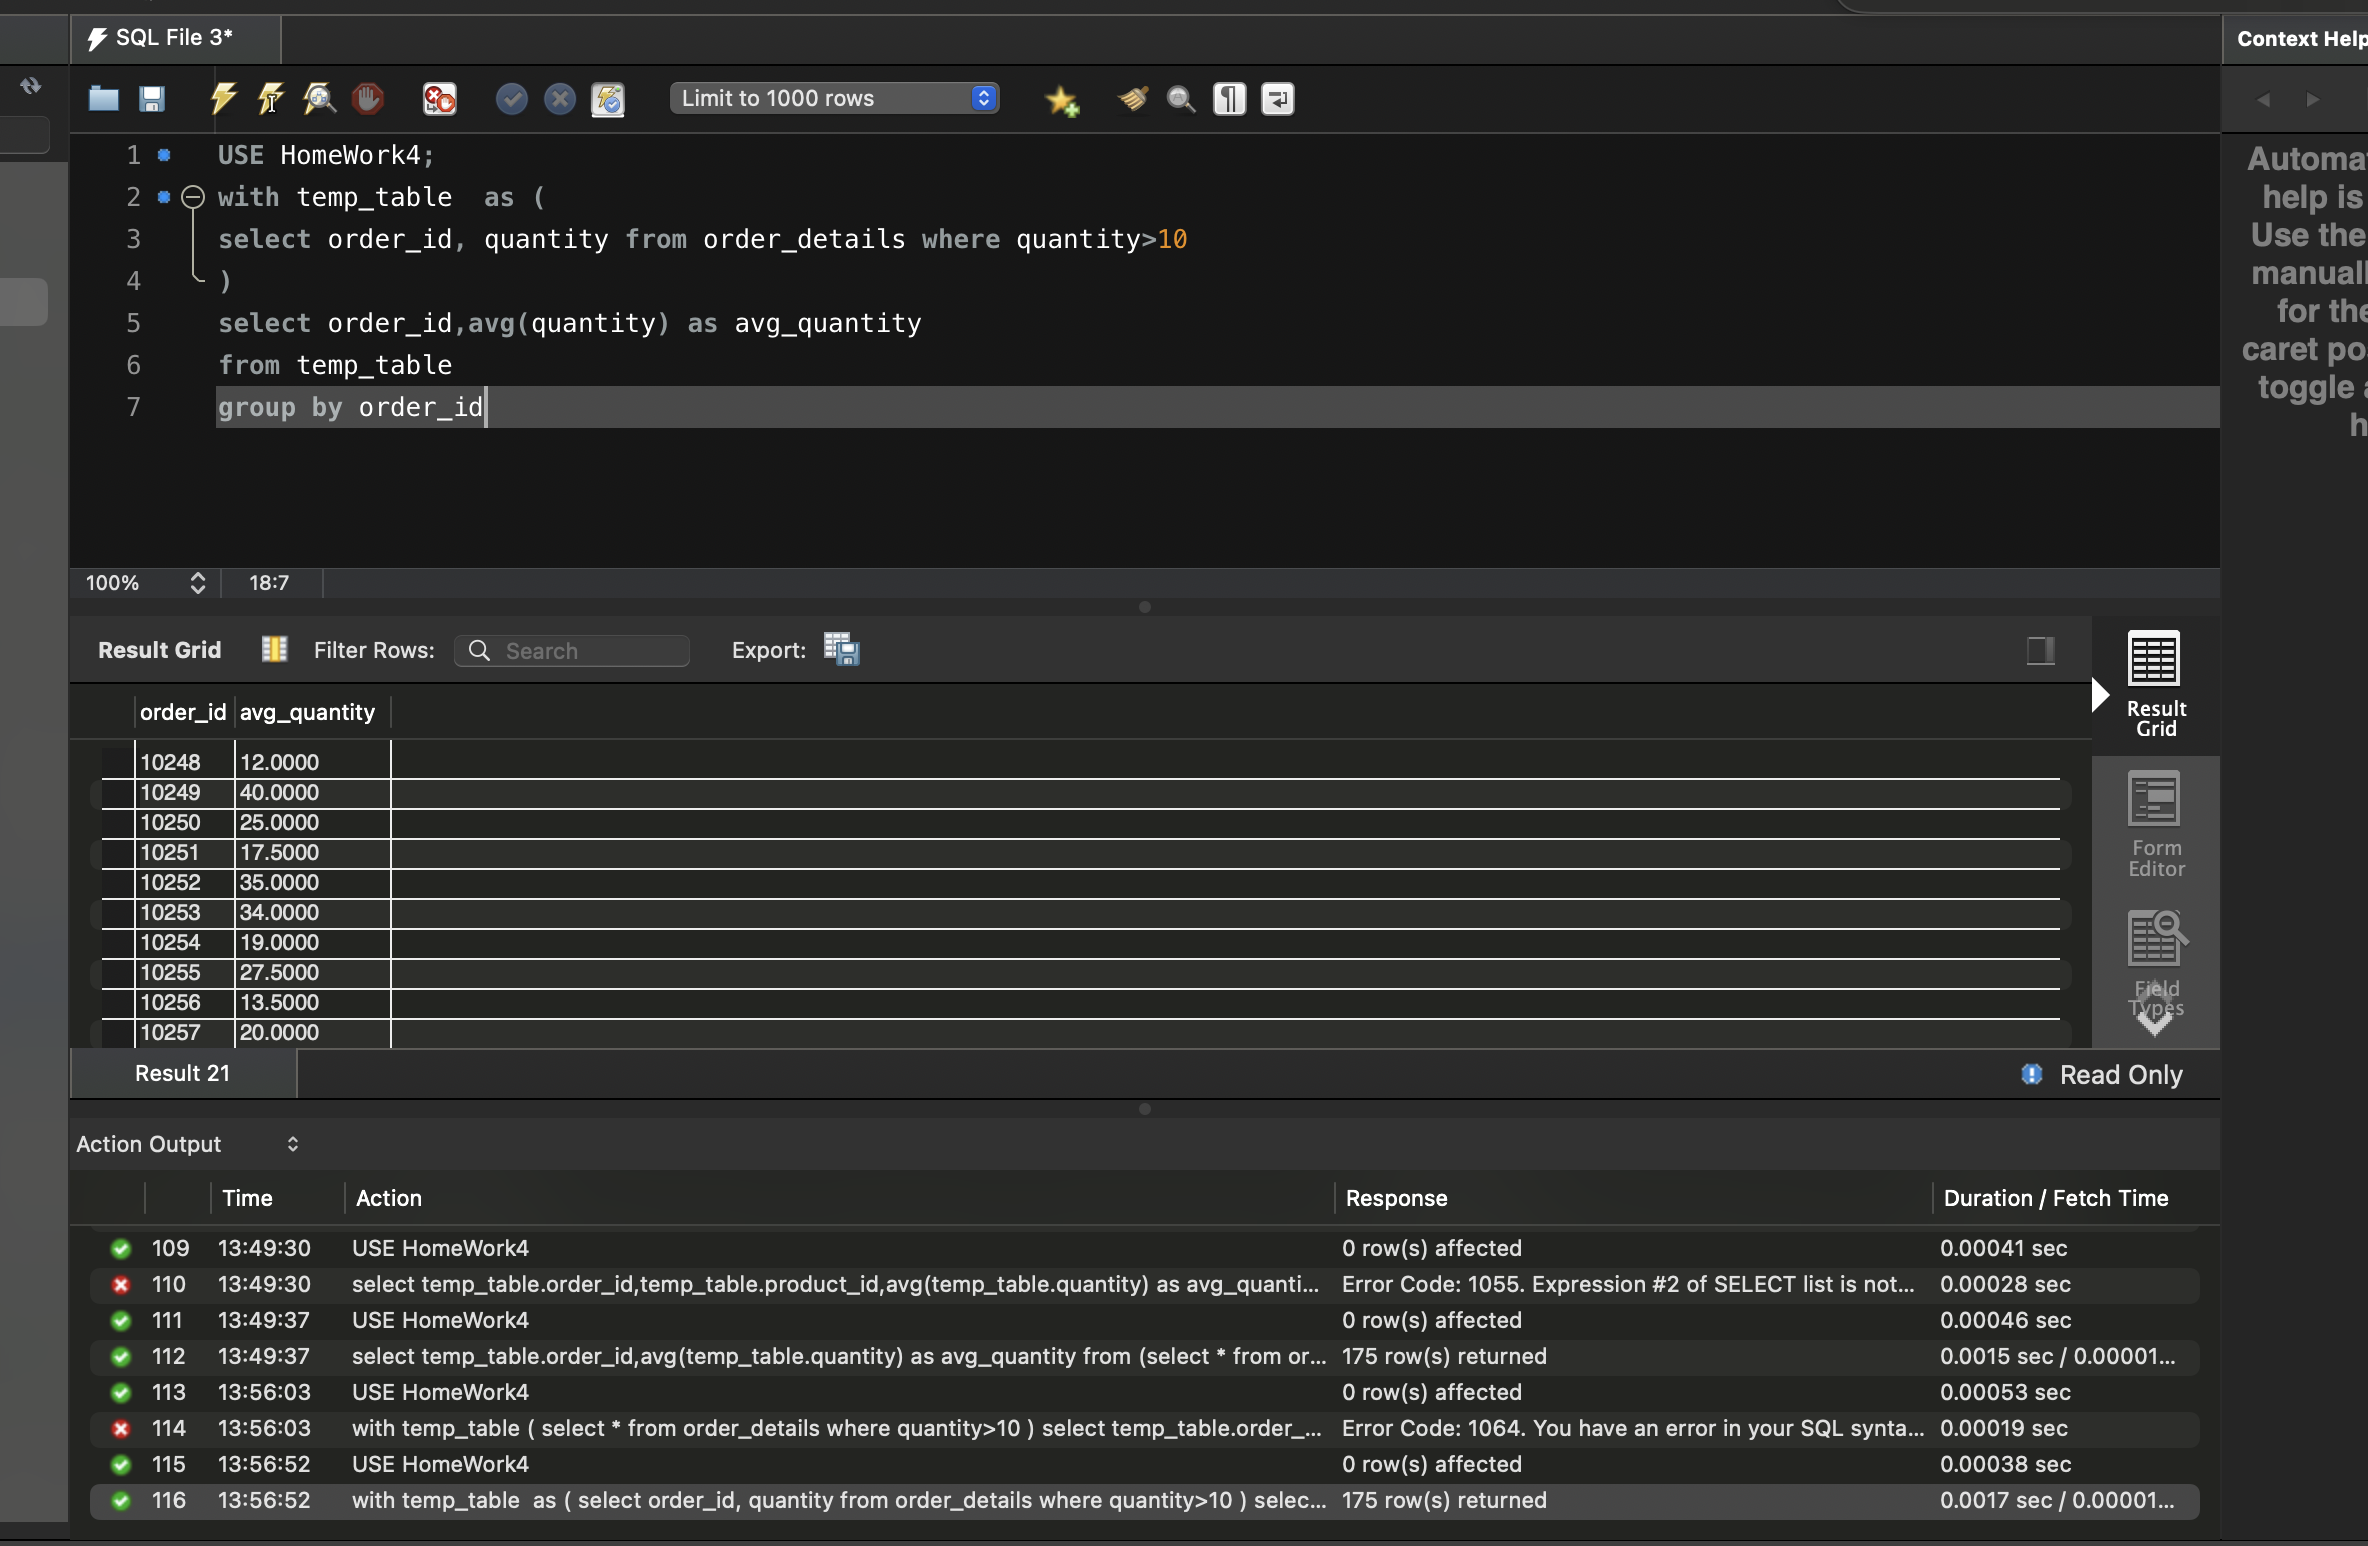 SQL File 3*
Context Help
Limit to 1000 rows
1 USE HomeWork4;
2 with temp_table  as (
3 select order_id, quantity from order_details where quantity>10
4 )
5 select order_id,avg(quantity) as avg_quantity
6 from temp_table
7 group by order_id
help is
Use the
for the
toggle
100% 18:7
Result Grid Filter Rows: Search Export:
order_id avg_quantity
10248 12.0000
10249 40.0000
10250 25.0000
10251 17.5000
10252 35.0000
10253 34.0000
10254 19.0000
10255 27.5000
10256 13.5000
10257 20.0000
Result
Grid
Form
Editor
Field
Types
Result 21 Read Only
Action Output
Time Action Response Duration / Fetch Time
109 13:49:30 USE HomeWork4 0 row(s) affected 0.00041 sec
110 13:49:30 select temp_table.order_id,temp_table.product_id,avg(temp_table.quantity) as avg_quanti... Error Code: 1055. Expression #2 of SELECT list is not... 0.00028 sec
111 13:49:37 USE HomeWork4 0 row(s) affected 0.00046 sec
112 13:49:37 select temp_table.order_id,avg(temp_table.quantity) as avg_quantity from (select * from or... 175 row(s) returned 0.0015 sec / 0.00001...
113 13:56:03 USE HomeWork4 0 row(s) affected 0.00053 sec
114 13:56:03 with temp_table ( select * from order_details where quantity>10 ) select temp_table.order_... Error Code: 1064. You have an error in your SQL synta... 0.00019 sec
115 13:56:52 USE HomeWork4 0 row(s) affected 0.00038 sec
116 13:56:52 with temp_table  as ( select order_id, quantity from order_details where quantity>10 ) selec... 175 row(s) returned 0.0017 sec / 0.00001...